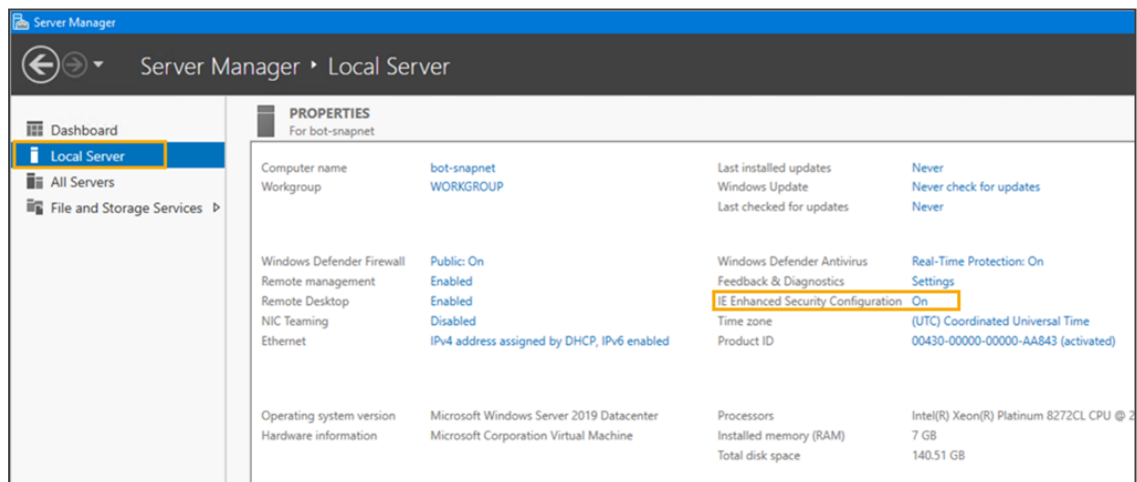 Server Manager
Server Manager ‣ Local Server
Dashboard
Local Server
All Servers
File and Storage Services
PROPERTIES
For bot-snapnet
Computer name bot-snapnet Last installed updates Never
Workgroup WORKGROUP Windows Update Never check for updates
Last checked for updates Never
Windows Defender Firewall Public: On Windows Defender Antivirus Real-Time Protection: On
Remote management Enabled Feedback & Diagnostics Settings
Remote Desktop Enabled IE Enhanced Security Configuration On
NIC Teaming Disabled Time zone (UTC) Coordinated Universal Time
Ethernet IPv4 address assigned by DHCP, IPv6 enabled Product ID 00430-00000-00000-AA843 (activated)
Operating system version Microsoft Windows Server 2019 Datacenter Processors Intel(R) Xeon(R) Platinum 8272CL CPU @ 2
Hardware information Microsoft Corporation Virtual Machine Installed memory (RAM) 7 GB
Total disk space 140.51 GB